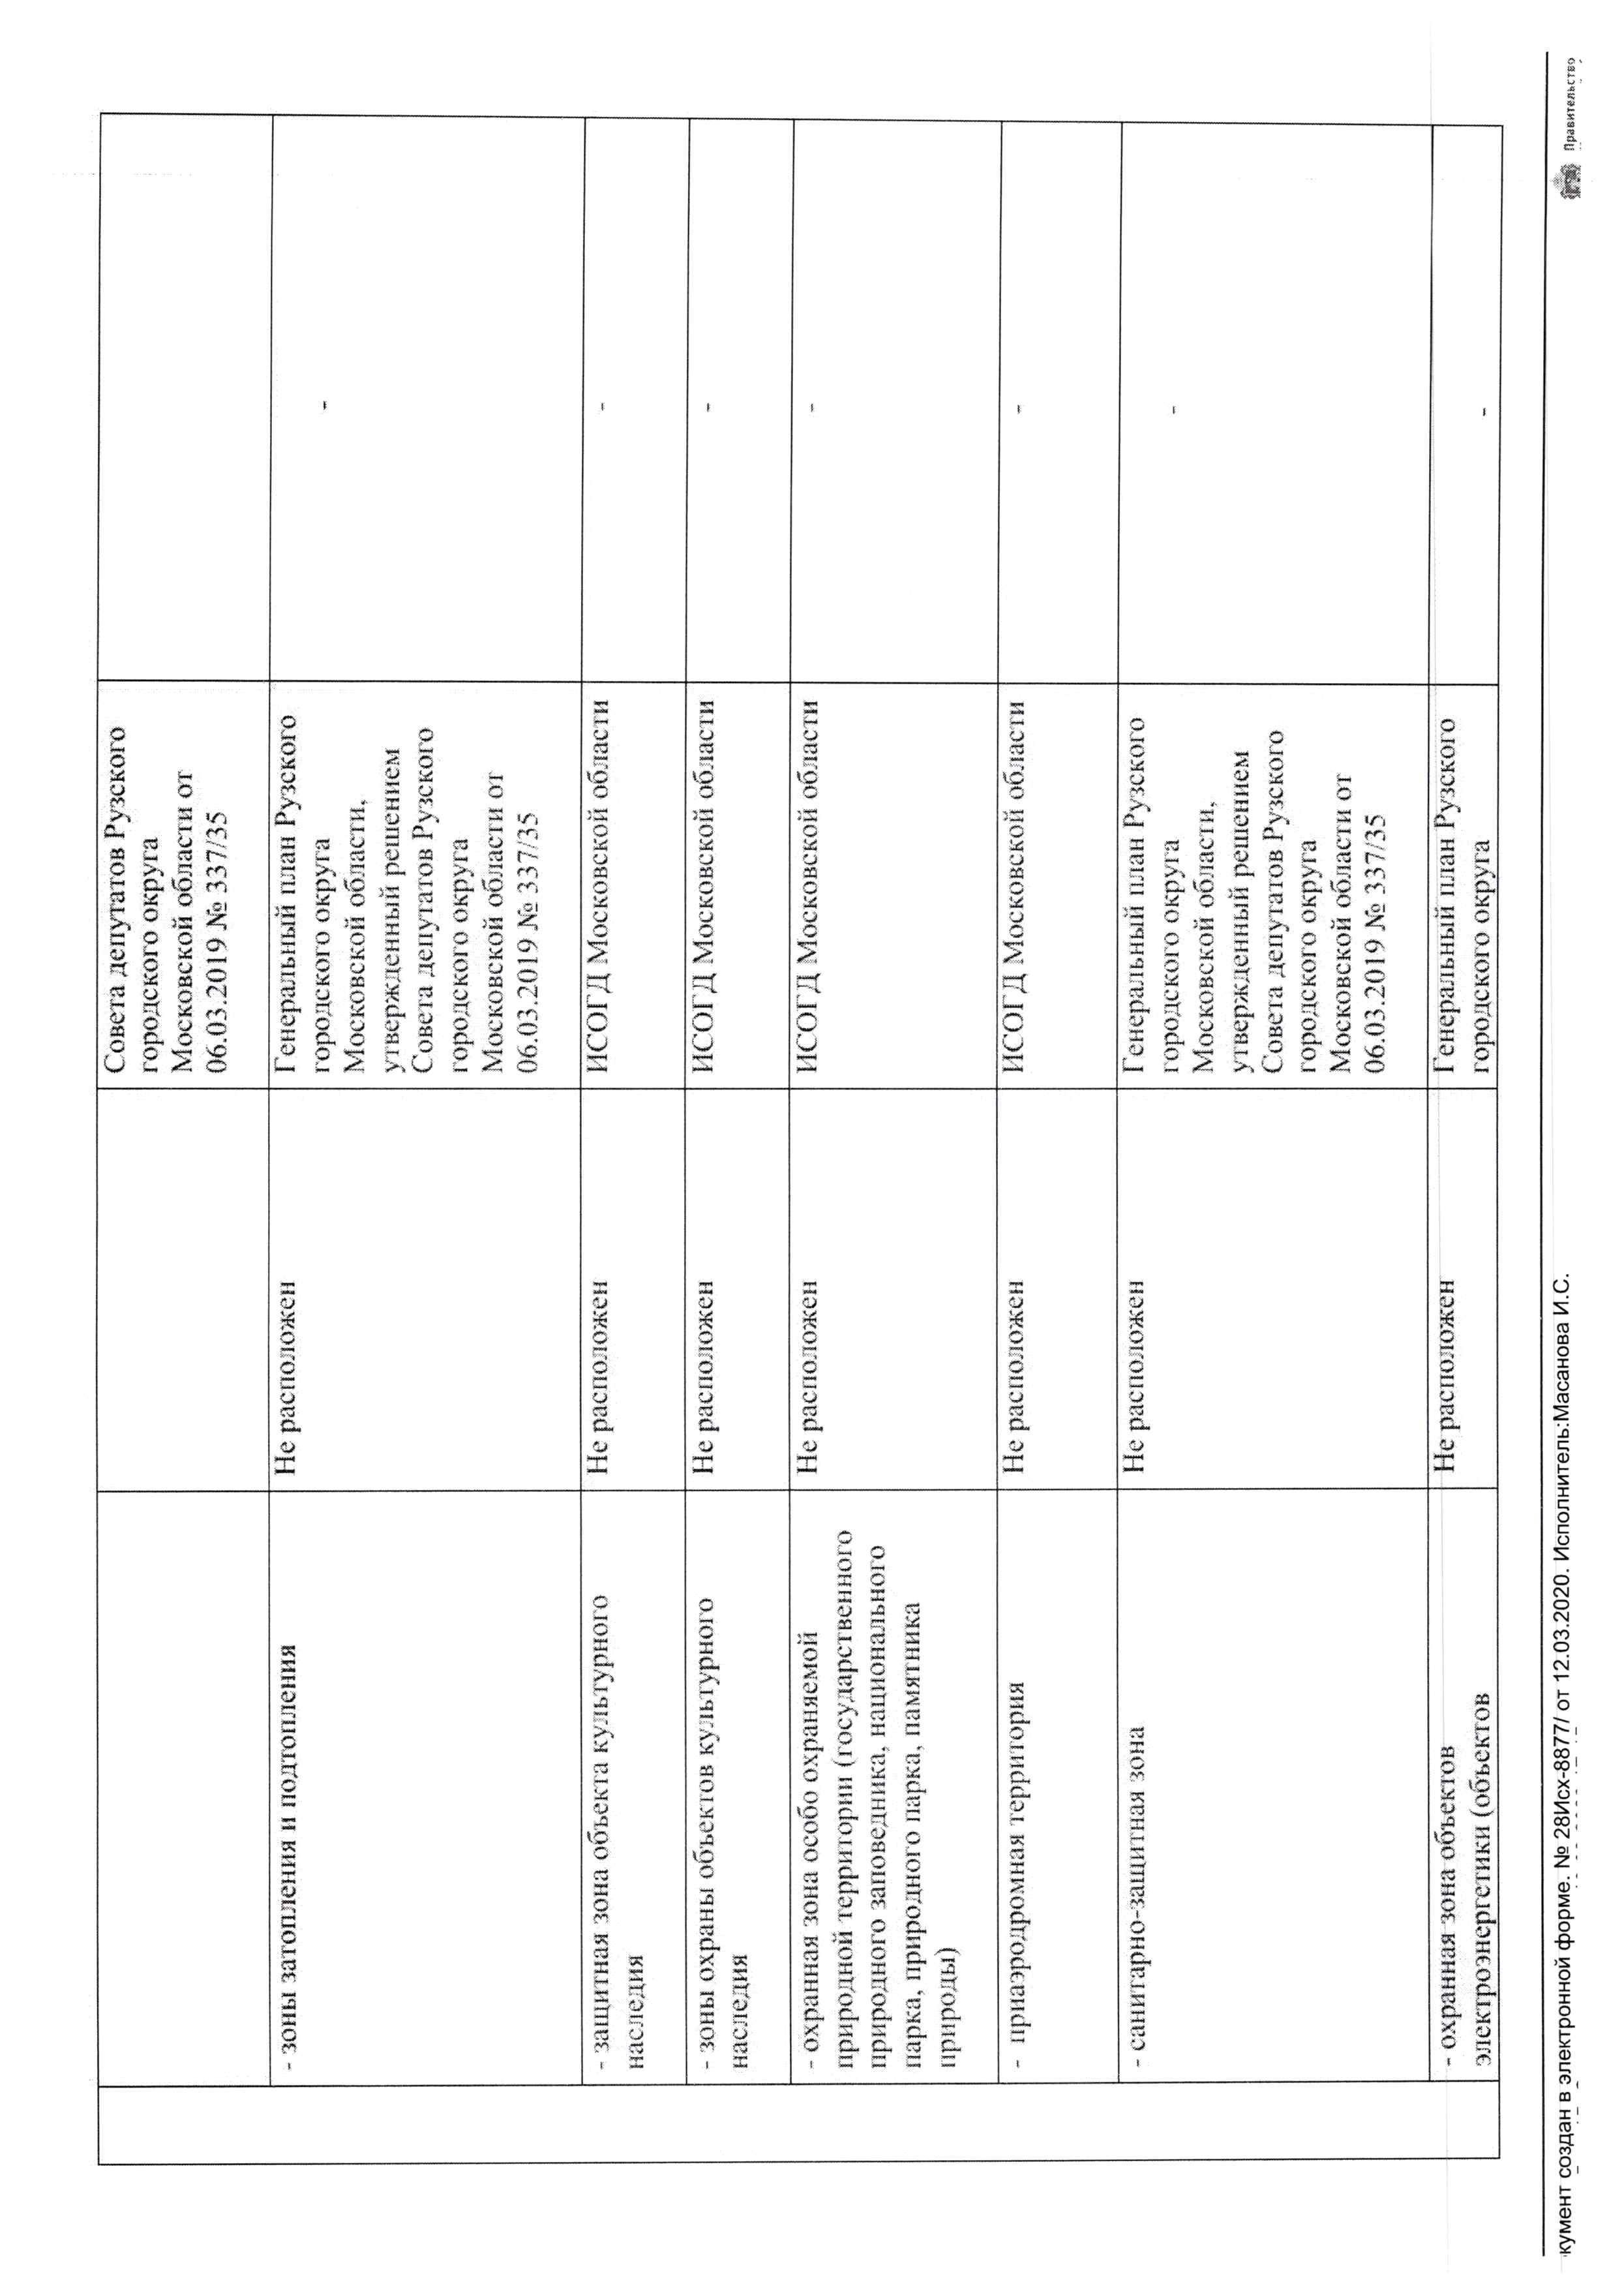 Совета депутатов Рузского
городского округа
Московской области от
06.03.2019 № 337/35
- зоны затопления и подтопления
Не расположен
Генеральный план Рузского
городского округа
Московской области,
утвержденный решением
Совета депутатов Рузского
городского округа
Московской области от
06.03.2019 № 337/35
-
- защитная зона объекта культурного
наследия
Не расположен
ИСОГД Московской области
-
- зоны охраны объектов культурного
наследия
Не расположен
ИСОГД Московской области
-
- охранная зона особо охраняемой
природной территории (государственного
природного заповедника, национального
парка, природного парка, памятника
природы)
Не расположен
ИСОГД Московской области
-
- приаэродромная территория
Не расположен
ИСОГД Московской области
-
- санитарно-защитная зона
Не расположен
Генеральный план Рузского
городского округа
Московской области,
утвержденный решением
Совета депутатов Рузского
городского округа
Московской области от
06.03.2019 № 337/35
-
- охранная зона объектов
электроэнергетики (объектов
Не расположен
Генеральный план Рузского
городского округа
-
кумент создан в электронной форме. № 28Исх-8877/ от 12.03.2020. Исполнитель:Масанова И.С.
Правительство